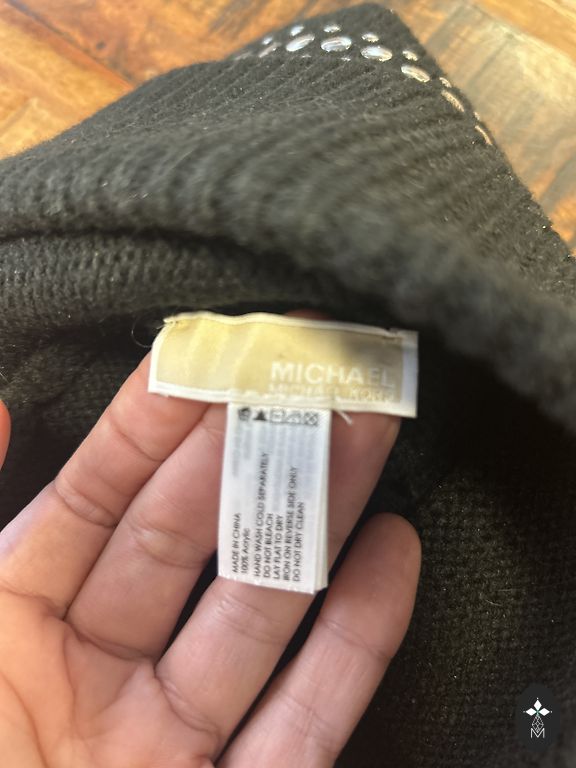 MICHAEL
MICHAEL KORS
MADE IN CHINA
100% Acrylic
HAND WASH COLD SEPARATELY
DO NOT BLEACH
LAY FLAT TO DRY
IRON ON REVERSE SIDE ONLY
DO NOT DRY CLEAN
M